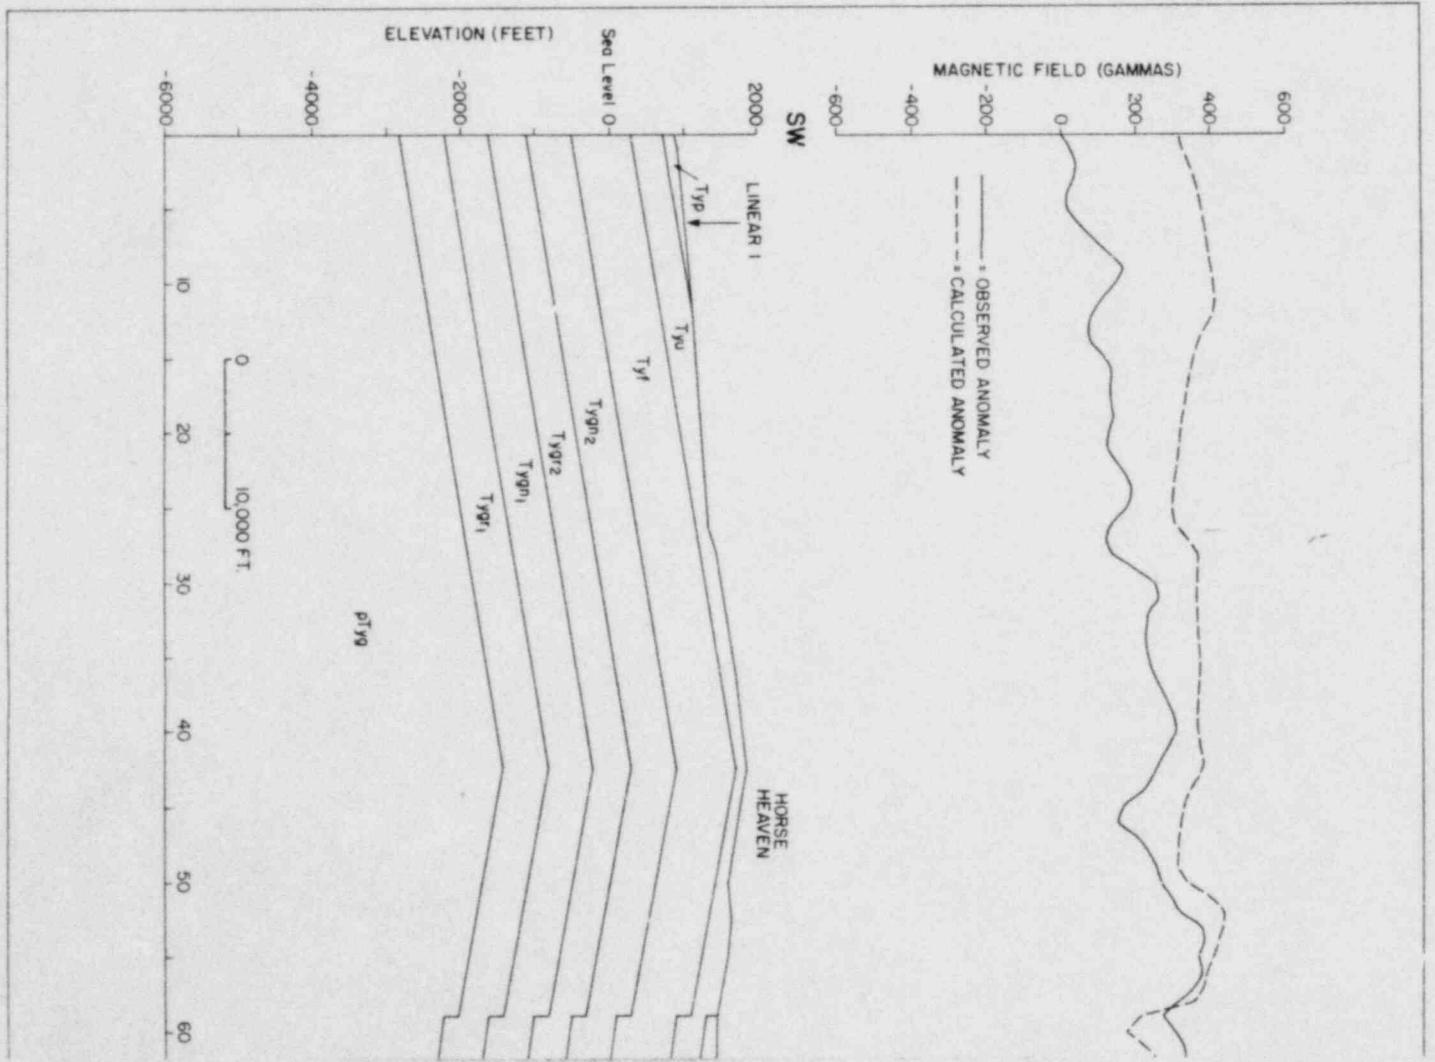 MAGNETIC FIELD (GAMMAS)
600
400
200
0
-200
-400
-600
——— = OBSERVED ANOMALY
– – – = CALCULATED ANOMALY
SW
LINEAR 1
HORSE
HEAVEN
ELEVATION (FEET)
2000
Sea Level 0
-2000
-4000
-6000
Typ
Tyu
Tyf
Tygn2
Tygr2
Tygn1
Tygr1
pTyg
0 10,000 FT.
10 20 30 40 50 60